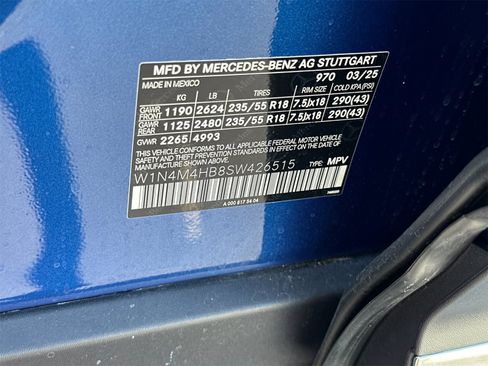 MFD BY MERCEDES-BENZ AG STUTTGART
MADE IN MEXICO 970 03/25
KG LB TIRES RIM SIZE COLD KPA (PSI)
GAWR FRONT 1190 2624 235/55 R18 7.5Jx18 290(43)
GAWR REAR 1125 2480 235/55 R18 7.5Jx18 290(43)
GVWR 2265 4993
THIS VEHICLE CONFORMS TO ALL APPLICABLE FEDERAL MOTOR VEHICLE
SAFETY, BUMPER, AND THEFT PREVENTION STANDARDS IN EFFECT ON THE DATE OF
MANUFACTURE SHOWN ABOVE.
W1N4M4HB8SW426515 TYPE: MPV
A 000 817 54 04